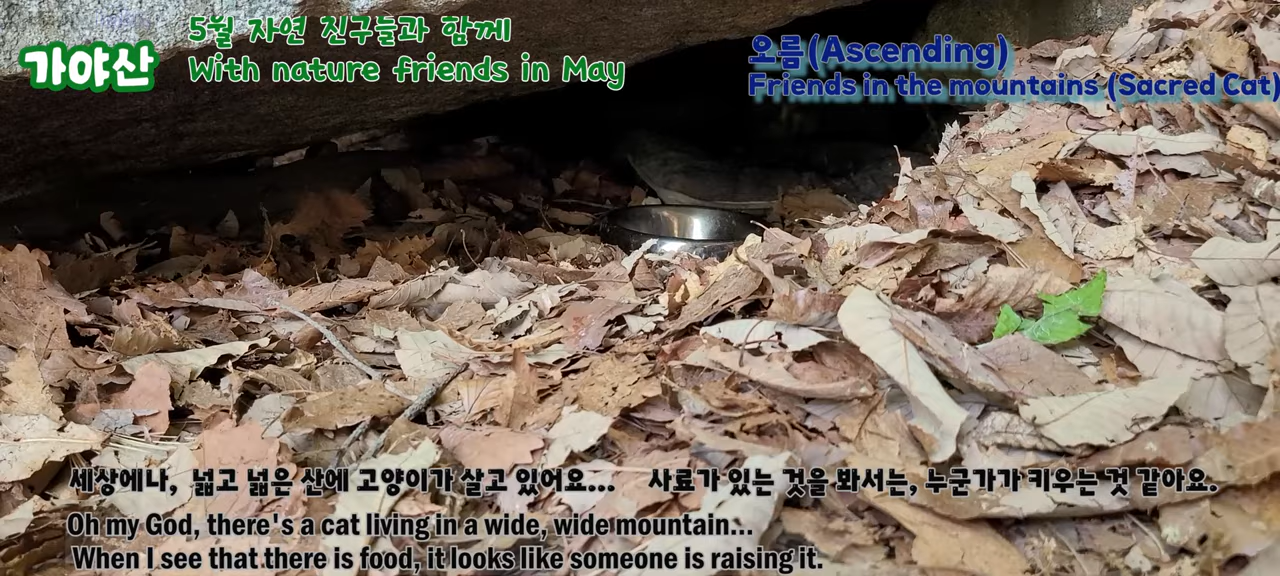 가야산
5월 자연 친구들과 함께
With nature friends in May
오름(Ascending)
Friends in the mountains (Sacred Cat)
세상에나, 넓고 넓은 산에 고양이가 살고 있어요... 사료가 있는 것을 봐서는, 누군가가 키우는 것 같아요.
Oh my God, there's a cat living in a wide, wide mountain...
When I see that there is food, it looks like someone is raising it.